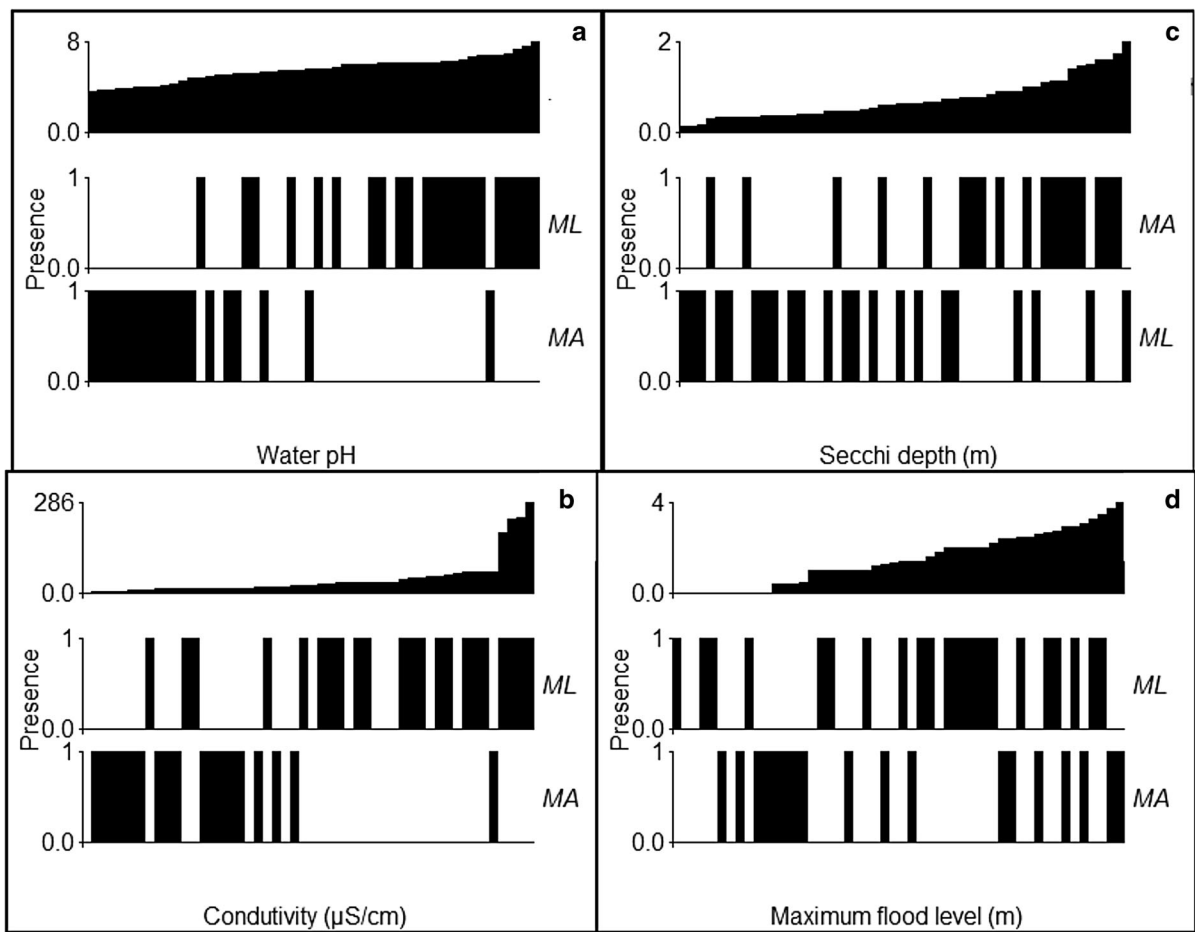 8
a
0.0
1
Presence
0.0
ML
1
0.0
MA
Water pH
2
c
0.0
1
Presence
0.0
MA
1
0.0
ML
Secchi depth (m)
286
b
0.0
1
Presence
0.0
ML
1
0.0
MA
Condutivity (µS/cm)
4
d
0.0
1
Presence
0.0
ML
1
0.0
MA
Maximum flood level (m)